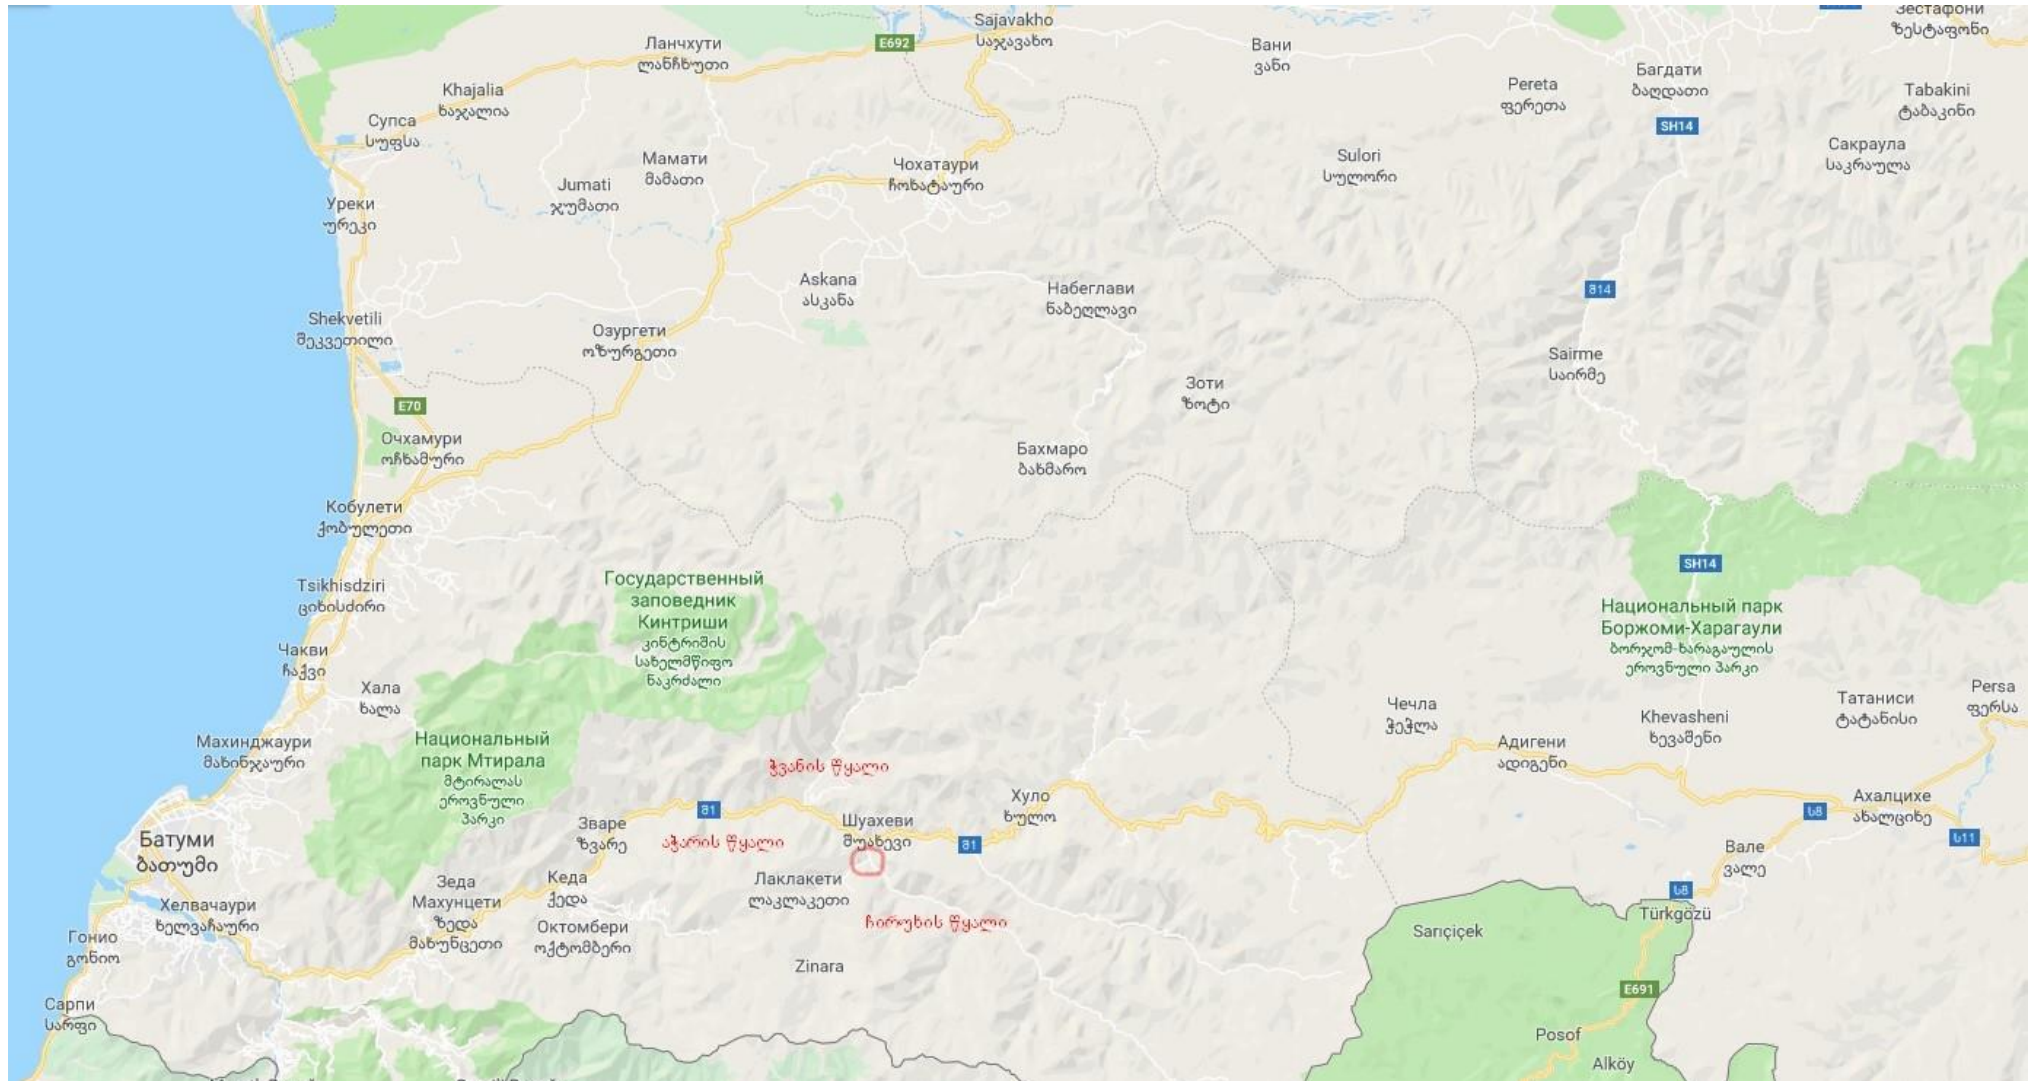 Зестафони
ზესტაფონი
Sajavakho
საჯავახო
E692
Ланчхути
ლანჩხუთი
Вани
ვანი
Багдати
ბაღდათი
Pereta
ფერეთა
Tabakini
ტაბაკინი
Khajalia
ხაჯალია
SH14
Супса
სუფსა
Сакраула
საკრაულა
Sulori
სულორი
Мамати
მამათი
Чохатаури
ჩოხატაური
Jumati
ჯუმათი
Уреки
ურეკი
Askana
ასკანა
Набеглави
ნაბეღლავი
შ14
Shekvetili
შეკვეთილი
Озургети
ოზურგეთი
Sairme
საირმე
Зоти
ზოტი
E70
Очхамури
ოჩხამური
Бахмаро
ბახმარო
Кобулети
ქობულეთი
SH14
Tsikhisdziri
ციხისძირი
Государственный
заповедник
Кинтриши
კინტრიშის
სახელმწიფო
ნაკრძალი
Национальный парк
Боржоми-Харагаули
ბორჯომ-ხარაგაულის
ეროვნული პარკი
Чакви
ჩაქვი
Хала
ხალა
Чечла
ჭეჭლა
Khevasheni
ხევაშენი
Татаниси
ტატანისი
Persa
ფერსა
Махинджаури
მახინჯაური
Национальный
парк Мтирала
მტირალას
ეროვნული
პარკი
Адигени
ადიგენი
ჭვანის წყალი
Хуло
ხულო
შ1
Зваре
ზვარე
აჭარის წყალი
Шуахеви
შუახევი
შ1
ს8
Ахалцихе
ახალციხე
ს11
Батуми
ბათუმი
Вале
ვალე
Кеда
ქედა
Лаклакети
ლაკლაკეთი
Зеда
Махунцети
ზედა
მახუნცეთი
ს8
Türkgözü
Хелвачаури
ხელვაჩაური
Октомбери
ოქტომბერი
ჩირუხის წყალი
Sarıçiçek
Гонио
გონიო
Zinara
E691
Сарпи
სარფი
Posof
Alköy